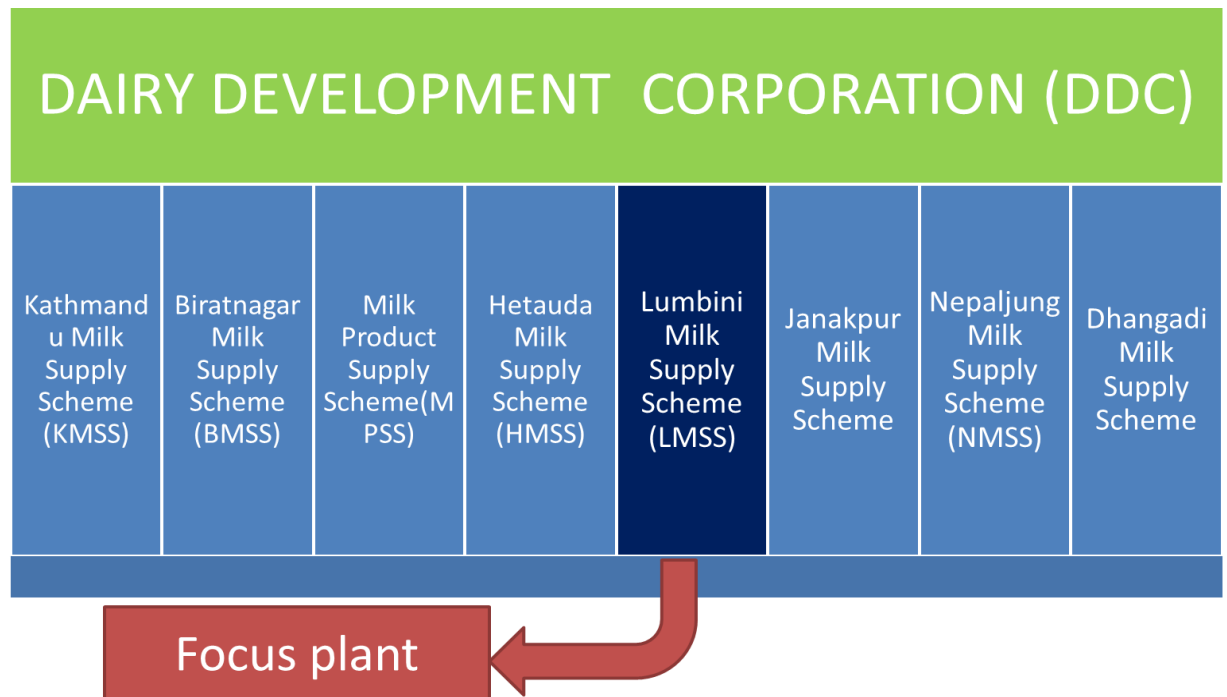 DAIRY DEVELOPMENT CORPORATION (DDC)
Kathmand
u Milk
Supply
Scheme
(KMSS)
Biratnagar
Milk
Supply
Scheme
(BMSS)
Milk
Product
Supply
Scheme(M
PSS)
Hetauda
Milk
Supply
Scheme
(HMSS)
Lumbini
Milk
Supply
Scheme
(LMSS)
Janakpur
Milk
Supply
Scheme
Nepaljung
Milk
Supply
Scheme
(NMSS)
Dhangadi
Milk
Supply
Scheme
Focus plant